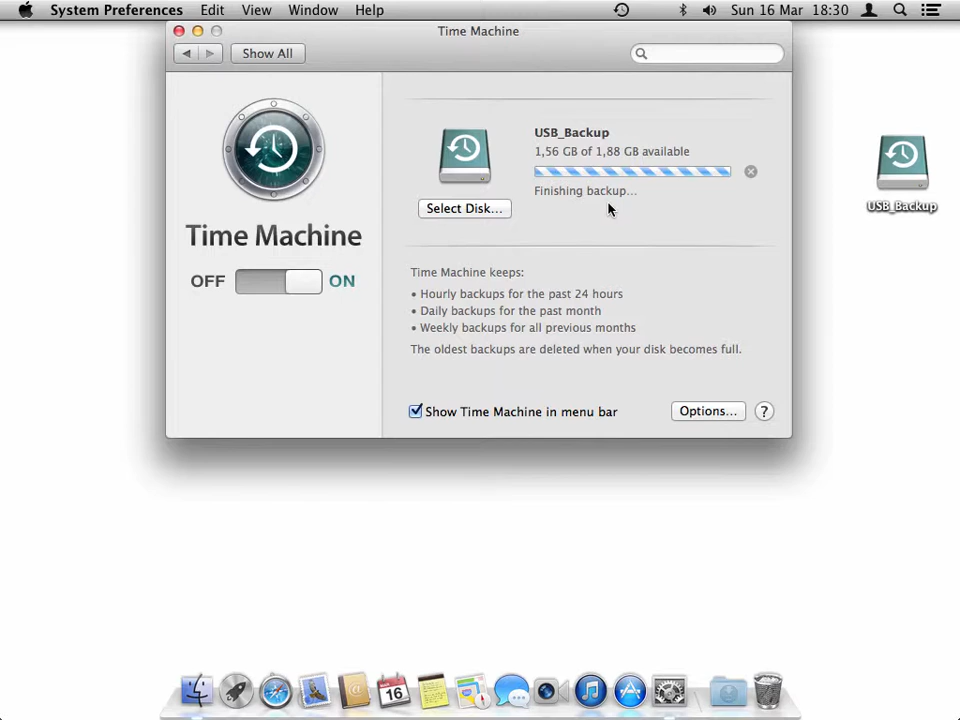 System Preferences Edit View Window Help Sun 16 Mar 18:30
Time Machine
Show All
USB_Backup
1,56 GB of 1,88 GB available
Finishing backup...
Select Disk...
USB_Backup
Time Machine
OFF ON
Time Machine keeps:
• Hourly backups for the past 24 hours
• Daily backups for the past month
• Weekly backups for all previous months
The oldest backups are deleted when your disk becomes full.
Show Time Machine in menu bar
Options... ?
16